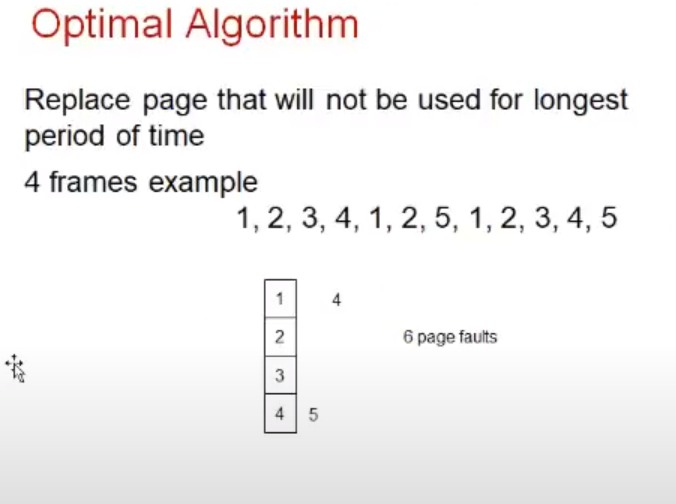 Optimal Algorithm
Replace page that will not be used for longest
period of time
4 frames example
1, 2, 3, 4, 1, 2, 5, 1, 2, 3, 4, 5
1 4
2 6 page faults
3
4 5